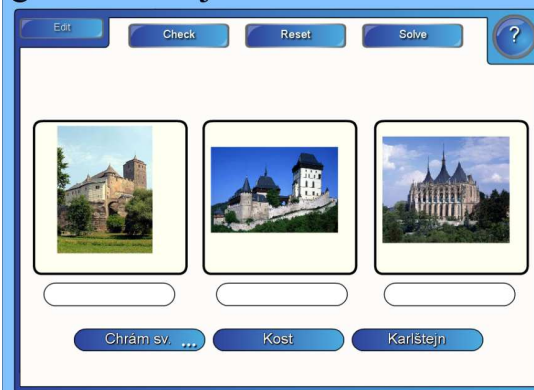 Edit
Check
Reset
Solve
?
Chrám sv. ...
Kost
Karlštejn